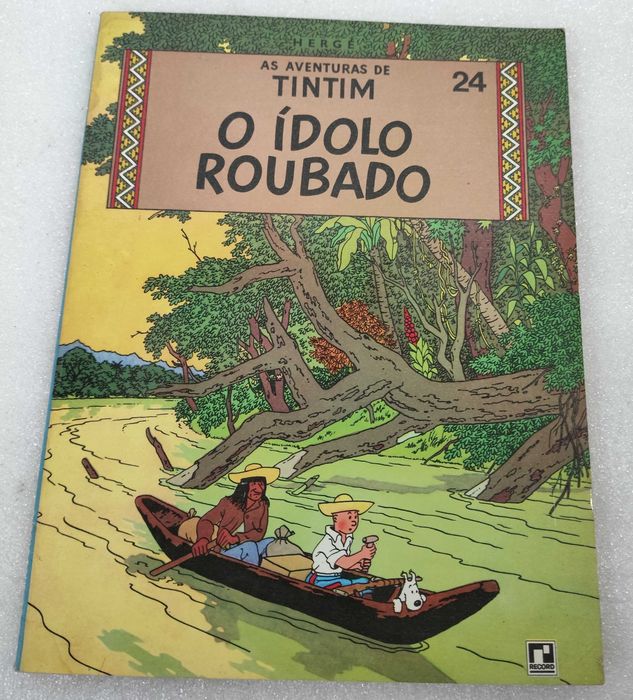 HERGÉ
AS AVENTURAS DE
TINTIM
24
O ÍDOLO
ROUBADO
RECORD